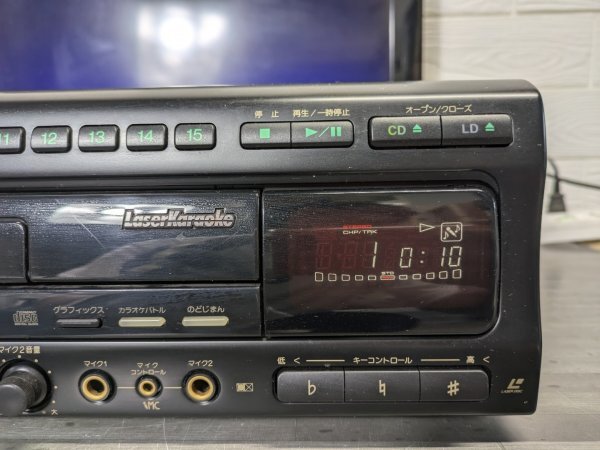 停止 再生/一時停止 オープン/クローズ
11 12 13 14 15 CD LD
LaserKaraoke
CHP/TRK
1 0:10
グラフィックス カラオケバトル のどじまん
マイク2音量 マイク1 マイクコントロール マイク2 低 キーコントロール 高
大 VMC ♭ ♮ ♯